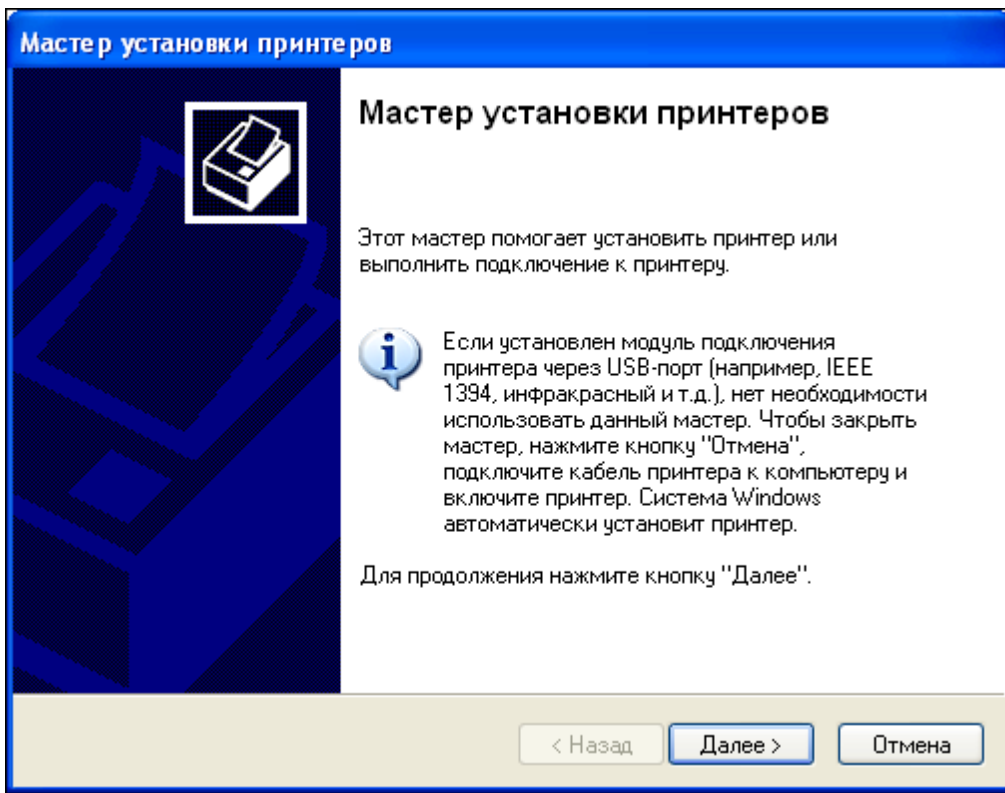 Мастер установки принтеров
Мастер установки принтеров
Этот мастер помогает установить принтер или
выполнить подключение к принтеру.
Если установлен модуль подключения
принтера через USB-порт (например, IEEE
1394, инфракрасный и т.д.), нет необходимости
использовать данный мастер. Чтобы закрыть
мастер, нажмите кнопку "Отмена",
подключите кабель принтера к компьютеру и
включите принтер. Система Windows
автоматически установит принтер.
Для продолжения нажмите кнопку "Далее".
< Назад Далее > Отмена